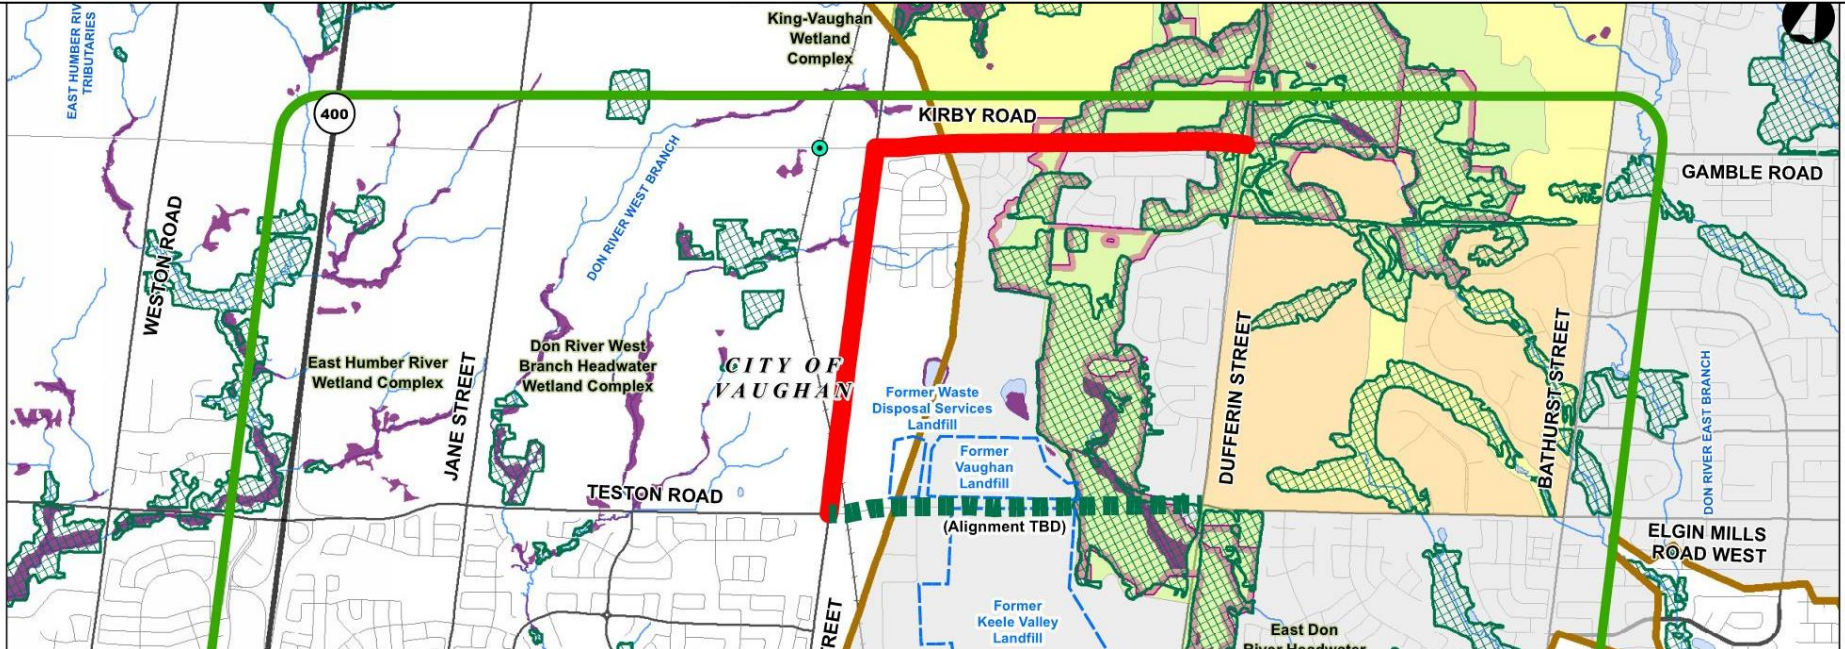 EAST HUMBER RIV
TRIBUTARIES
King-Vaughan
Wetland
Complex
400
KIRBY ROAD
GAMBLE ROAD
DON RIVER WEST BRANCH
WESTON ROAD
East Humber River
Wetland Complex
JANE STREET
Don River West
Branch Headwater
Wetland Complex
CITY OF
VAUGHAN
Former Waste
Disposal Services
Landfill
Former
Vaughan
Landfill
DUFFERIN STREET
BATHURST STREET
DON RIVER EAST BRANCH
TESTON ROAD
(Alignment TBD)
ELGIN MILLS
ROAD WEST
REET
Former
Keele Valley
Landfill
East Don
River Headwater